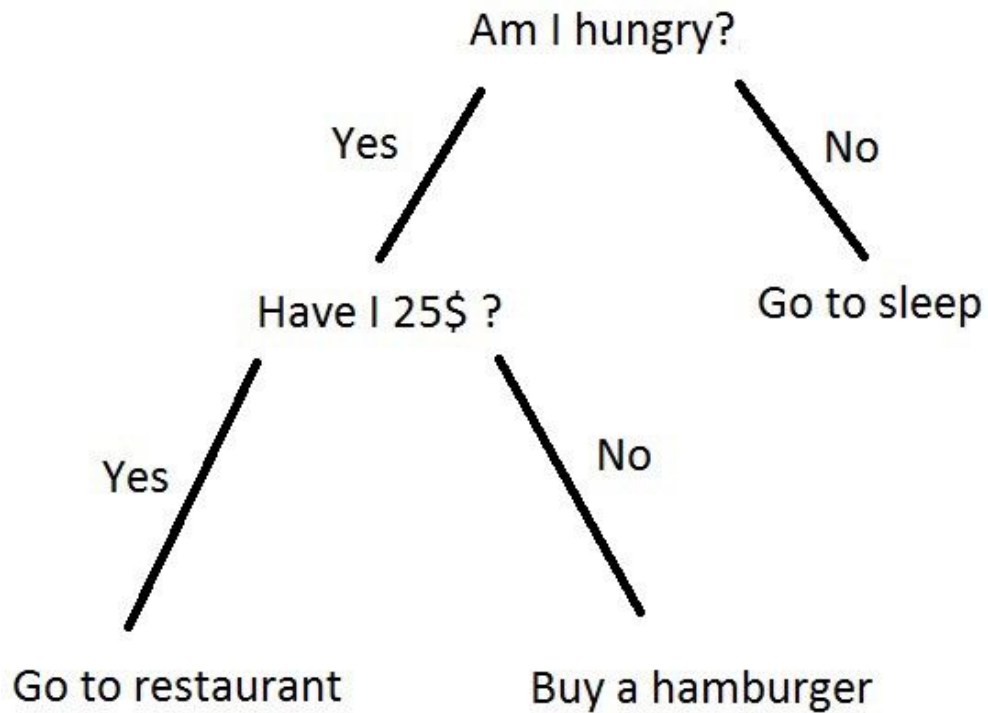 Am I hungry?
Yes
No
Have I 25$ ?
Go to sleep
Yes
No
Go to restaurant
Buy a hamburger